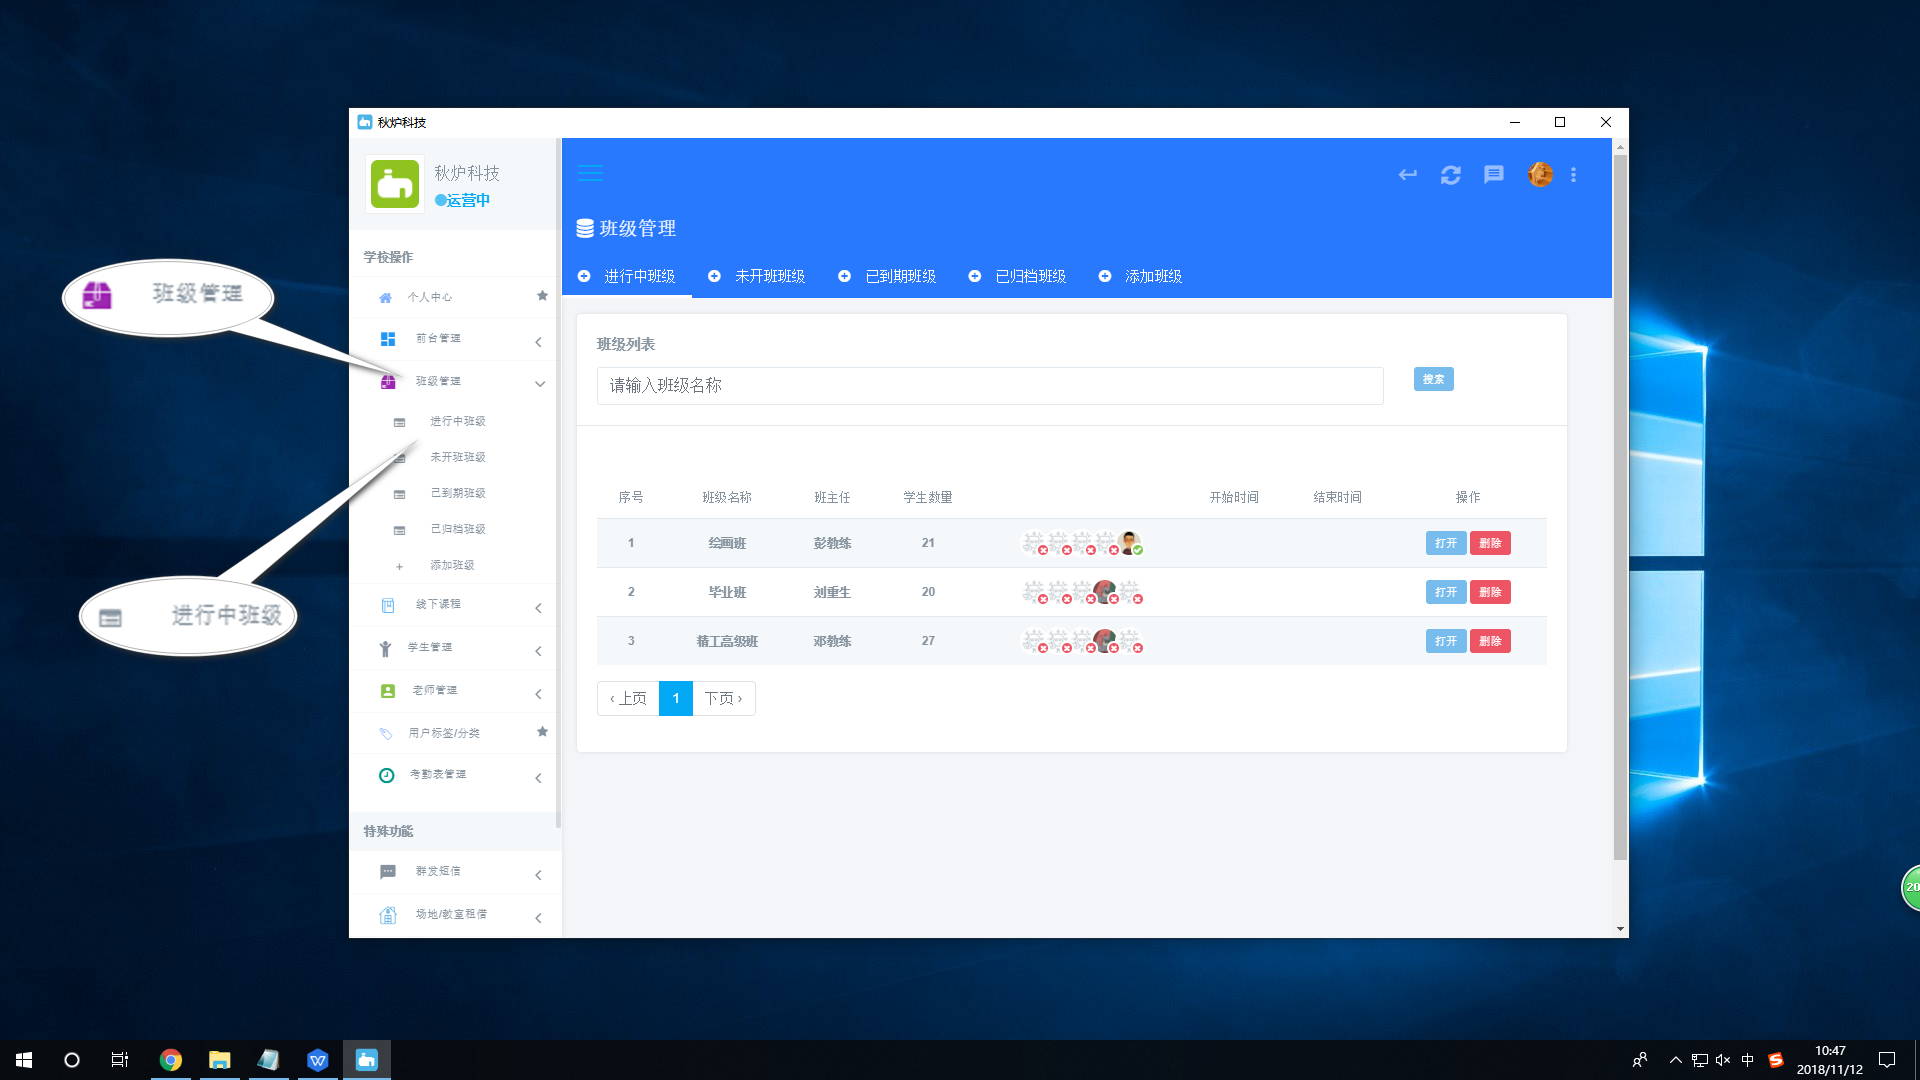 秋炉科技
秋炉科技
运营中
学校操作
个人中心
前台管理
班级管理
进行中班级
未开班班级
已到期班级
已归档班级
添加班级
线下课程
学生管理
老师管理
用户标签/分类
考勤表管理
特殊功能
群发短信
场地/教室租借
班级管理
进行中班级
班级管理
进行中班级 未开班班级 已到期班级 已归档班级 添加班级
班级列表
请输入班级名称 搜索
序号 班级名称 班主任 学生数量 开始时间 结束时间 操作
1 绘画班 彭教练 21 打开 删除
2 毕业班 刘重生 20 打开 删除
3 精工高级班 邓教练 27 打开 删除
‹ 上页 1 下页 ›
20
中
10:47
2018/11/12